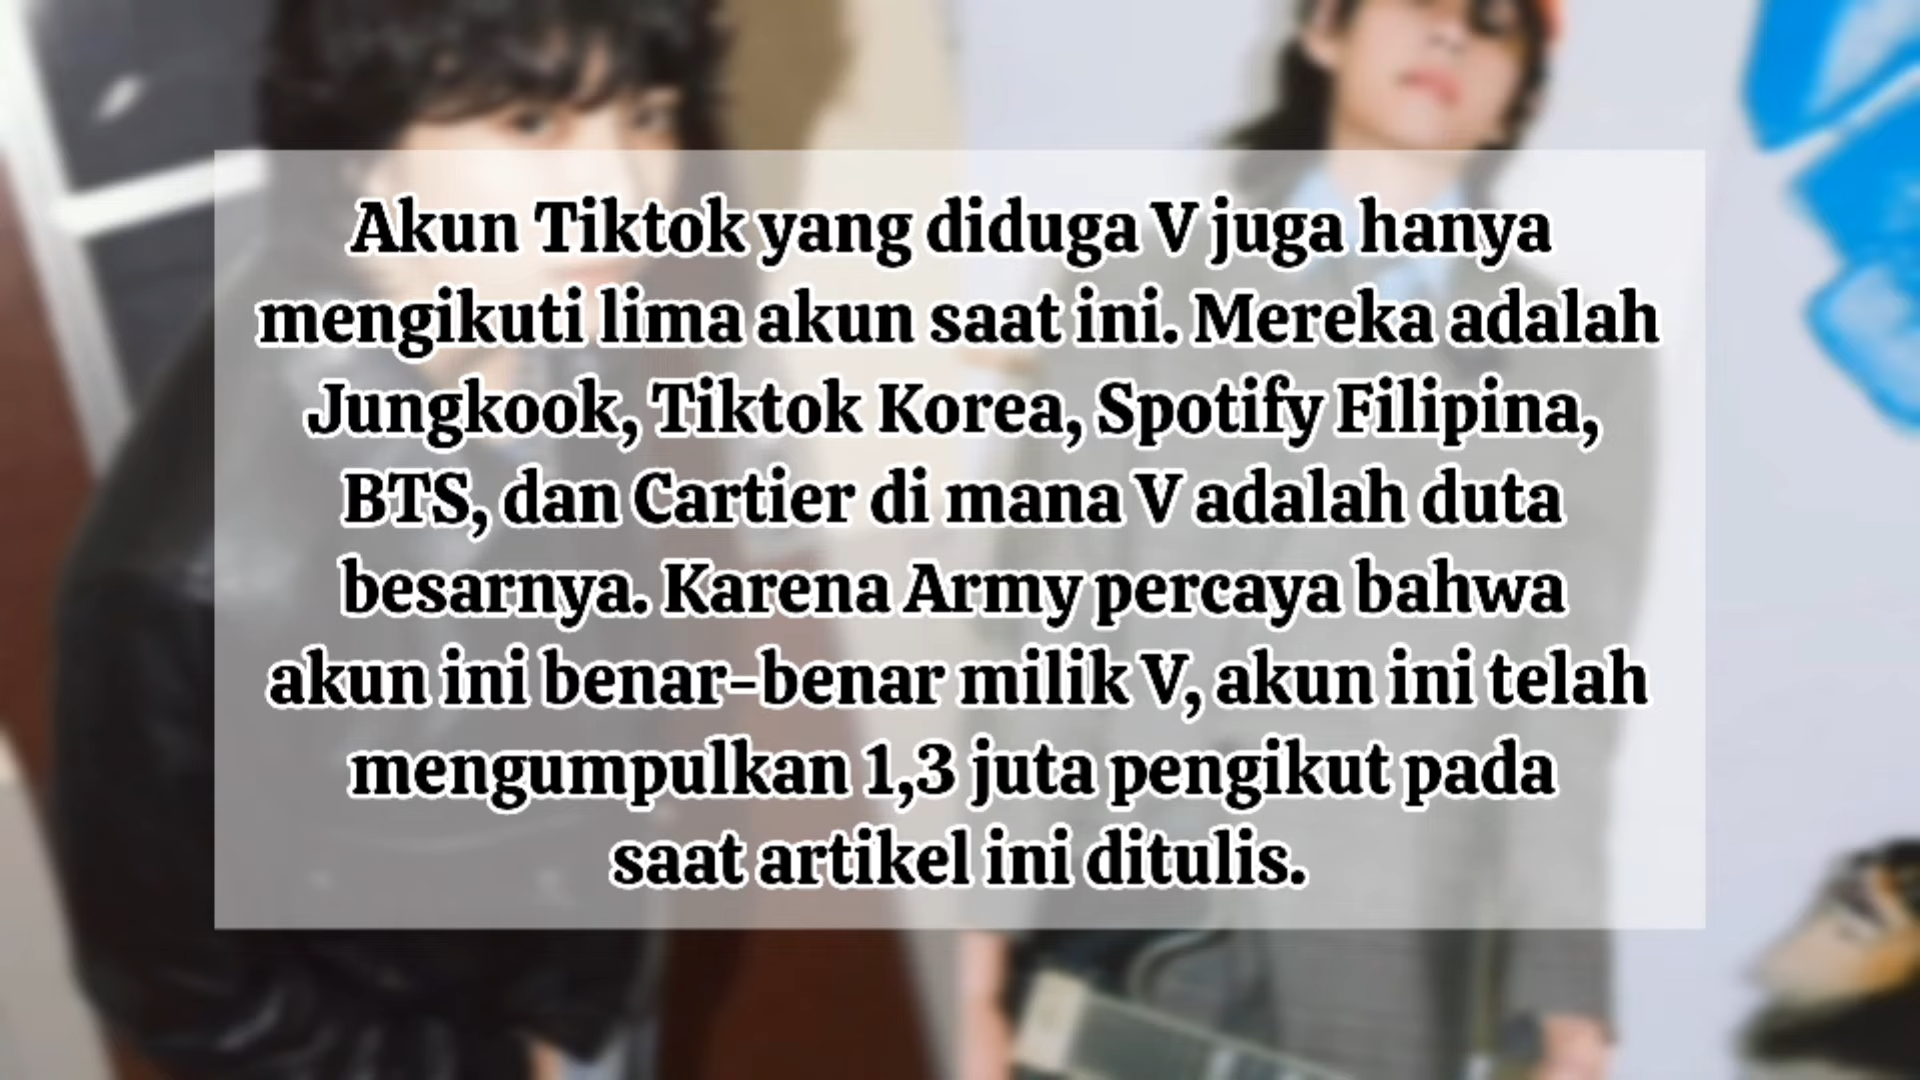 Akun Tiktok yang diduga V juga hanya
mengikuti lima akun saat ini. Mereka adalah
Jungkook, Tiktok Korea, Spotify Filipina,
BTS, dan Cartier di mana V adalah duta
besarnya. Karena Army percaya bahwa
akun ini benar-benar milik V, akun ini telah
mengumpulkan 1,3 juta pengikut pada
saat artikel ini ditulis.